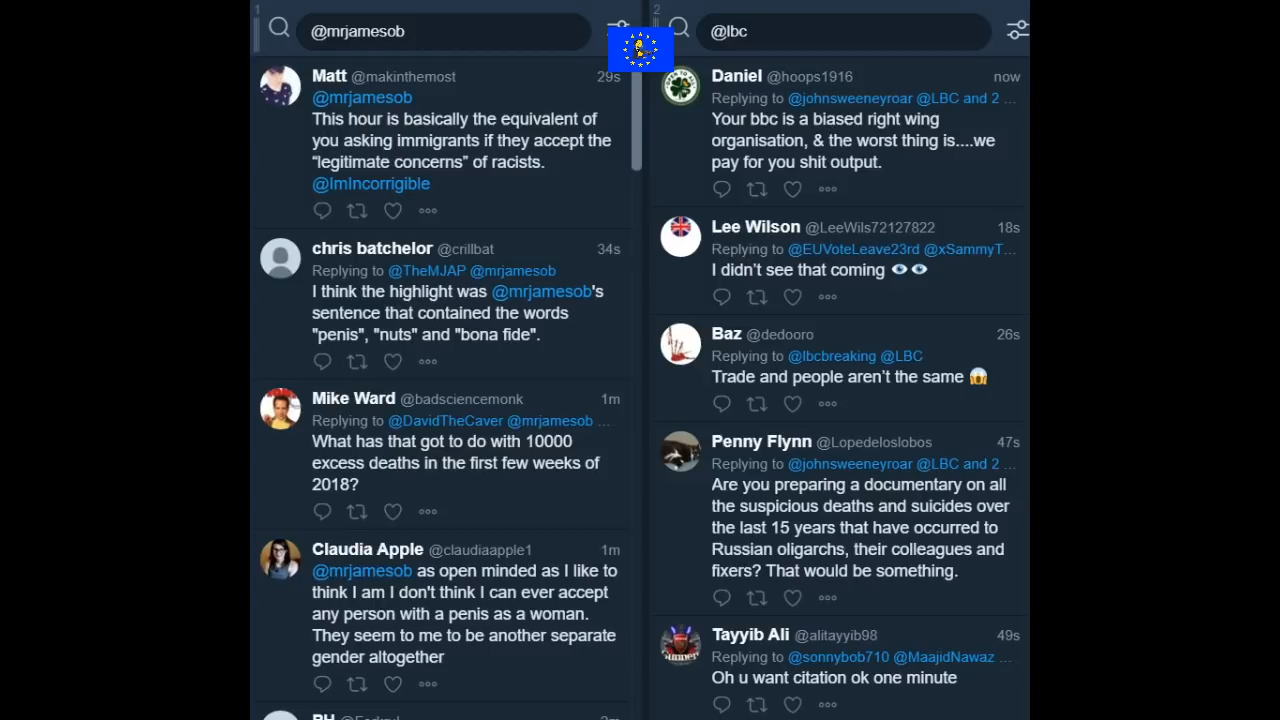 1
@mrjamesob
Matt @makinthemost 29s
@mrjamesob
This hour is basically the equivalent of
you asking immigrants if they accept the
“legitimate concerns” of racists.
@ImIncorrigible
chris batchelor @crillbat 34s
Replying to @TheMJAP @mrjamesob
I think the highlight was @mrjamesob's
sentence that contained the words
"penis", "nuts" and "bona fide".
Mike Ward @badsciencemonk 1m
Replying to @DavidTheCaver @mrjamesob ...
What has that got to do with 10000
excess deaths in the first few weeks of
2018?
Claudia Apple @claudiaapple1 1m
@mrjamesob as open minded as I like to
think I am I don't think I can ever accept
any person with a penis as a woman.
They seem to me to be another separate
gender altogether
2
@lbc
Daniel @hoops1916 now
Replying to @johnsweeneyroar @LBC and 2 ...
Your bbc is a biased right wing
organisation, & the worst thing is....we
pay for you shit output.
Lee Wilson @LeeWils72127822 18s
Replying to @EUVoteLeave23rd @xSammyT...
I didn’t see that coming 👁👁
Baz @dedooro 26s
Replying to @lbcbreaking @LBC
Trade and people aren’t the same 😱
Penny Flynn @Lopedeloslobos 47s
Replying to @johnsweeneyroar @LBC and 2 ...
Are you preparing a documentary on all
the suspicious deaths and suicides over
the last 15 years that have occurred to
Russian oligarchs, their colleagues and
fixers? That would be something.
Tayyib Ali @alitayyib98 49s
Replying to @sonnybob710 @MaajidNawaz ...
Oh u want citation ok one minute